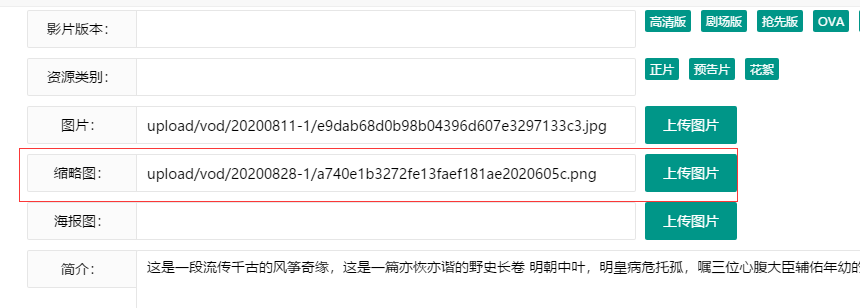 影片版本： 高清版 剧场版 抢先版 OVA
资源类别： 正片 预告片 花絮
图片： upload/vod/20200811-1/e9dab68d0b98b04396d607e3297133c3.jpg 上传图片
缩略图： upload/vod/20200828-1/a740e1b3272fe13faef181ae2020605c.png 上传图片
海报图： 上传图片
简介： 这是一段流传千古的风筝奇缘，这是一篇亦恢亦谐的野史长卷 明朝中叶，明皇病危托孤，嘱三位心腹大臣辅佑年幼的